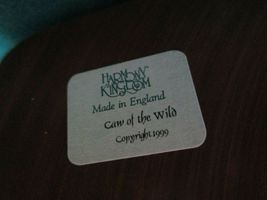 HARMONY
KINGDOM
Made in England
Caw of the Wild
Copyright 1999